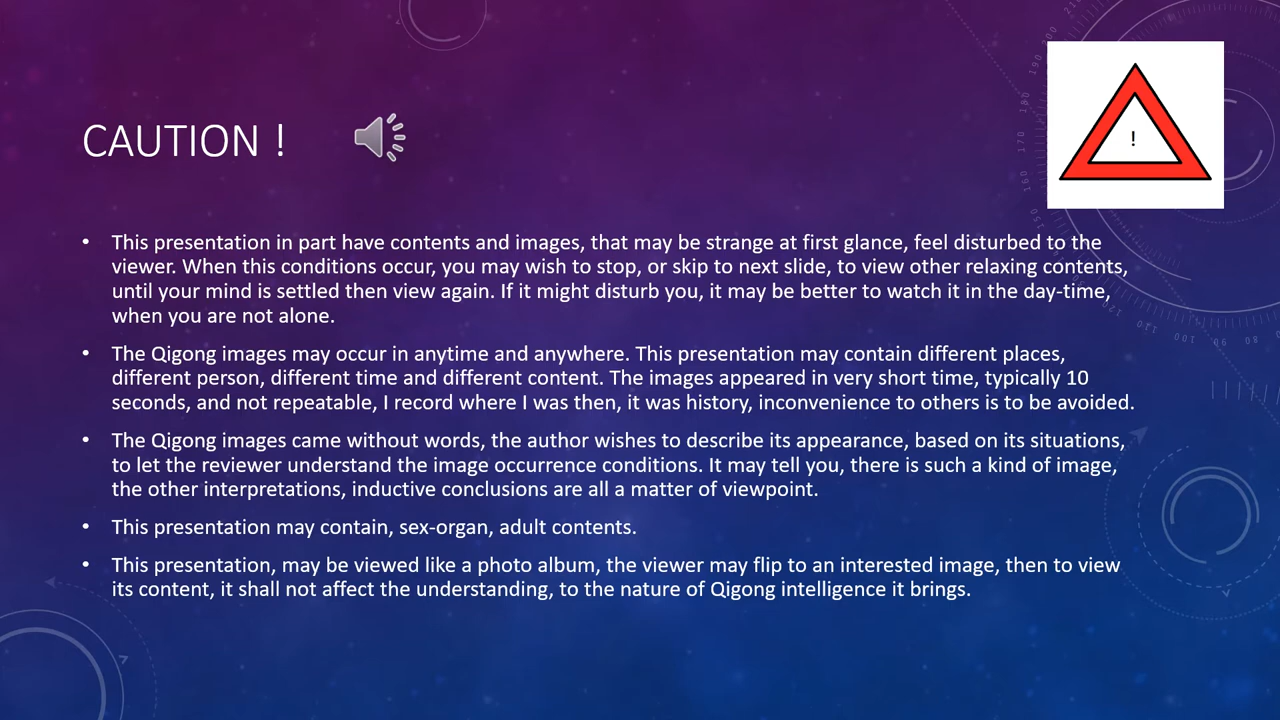 CAUTION !
!
• This presentation in part have contents and images, that may be strange at first glance, feel disturbed to the
viewer. When this conditions occur, you may wish to stop, or skip to next slide, to view other relaxing contents,
until your mind is settled then view again. If it might disturb you, it may be better to watch it in the day-time,
when you are not alone.
• The Qigong images may occur in anytime and anywhere. This presentation may contain different places,
different person, different time and different content. The images appeared in very short time, typically 10
seconds, and not repeatable, I record where I was then, it was history, inconvenience to others is to be avoided.
• The Qigong images came without words, the author wishes to describe its appearance, based on its situations,
to let the reviewer understand the image occurrence conditions. It may tell you, there is such a kind of image,
the other interpretations, inductive conclusions are all a matter of viewpoint.
• This presentation may contain, sex-organ, adult contents.
• This presentation, may be viewed like a photo album, the viewer may flip to an interested image, then to view
its content, it shall not affect the understanding, to the nature of Qigong intelligence it brings.